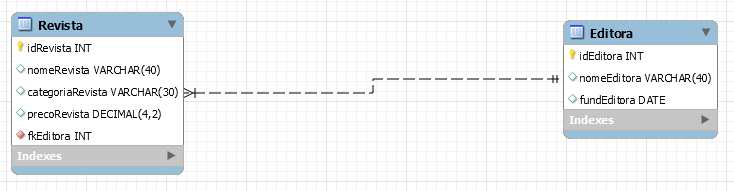 Revista
idRevista INT
nomeRevista VARCHAR(40)
categoriaRevista VARCHAR(30)
precoRevista DECIMAL(4,2)
fkEditora INT
Indexes
Editora
idEditora INT
nomeEditora VARCHAR(40)
fundEditora DATE
Indexes